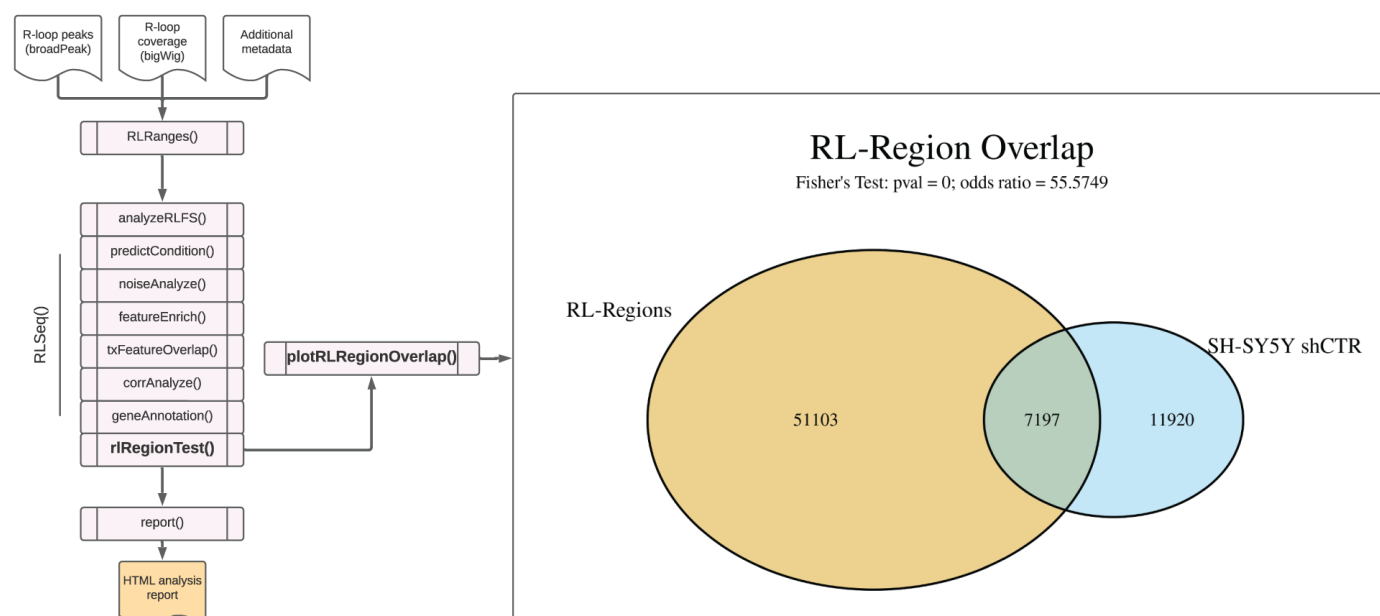 R-loop peaks
(broadPeak)
R-loop
coverage
(bigWig)
Additional
metadata
RLRanges()
RLSeq()
analyzeRLFS()
predictCondition()
noiseAnalyze()
featureEnrich()
txFeatureOverlap()
corrAnalyze()
geneAnnotation()
rlRegionTest()
report()
HTML analysis
report
plotRLRegionOverlap()
RL-Region Overlap
Fisher's Test: pval = 0; odds ratio = 55.5749
RL-Regions
SH-SY5Y shCTR
51103
7197
11920